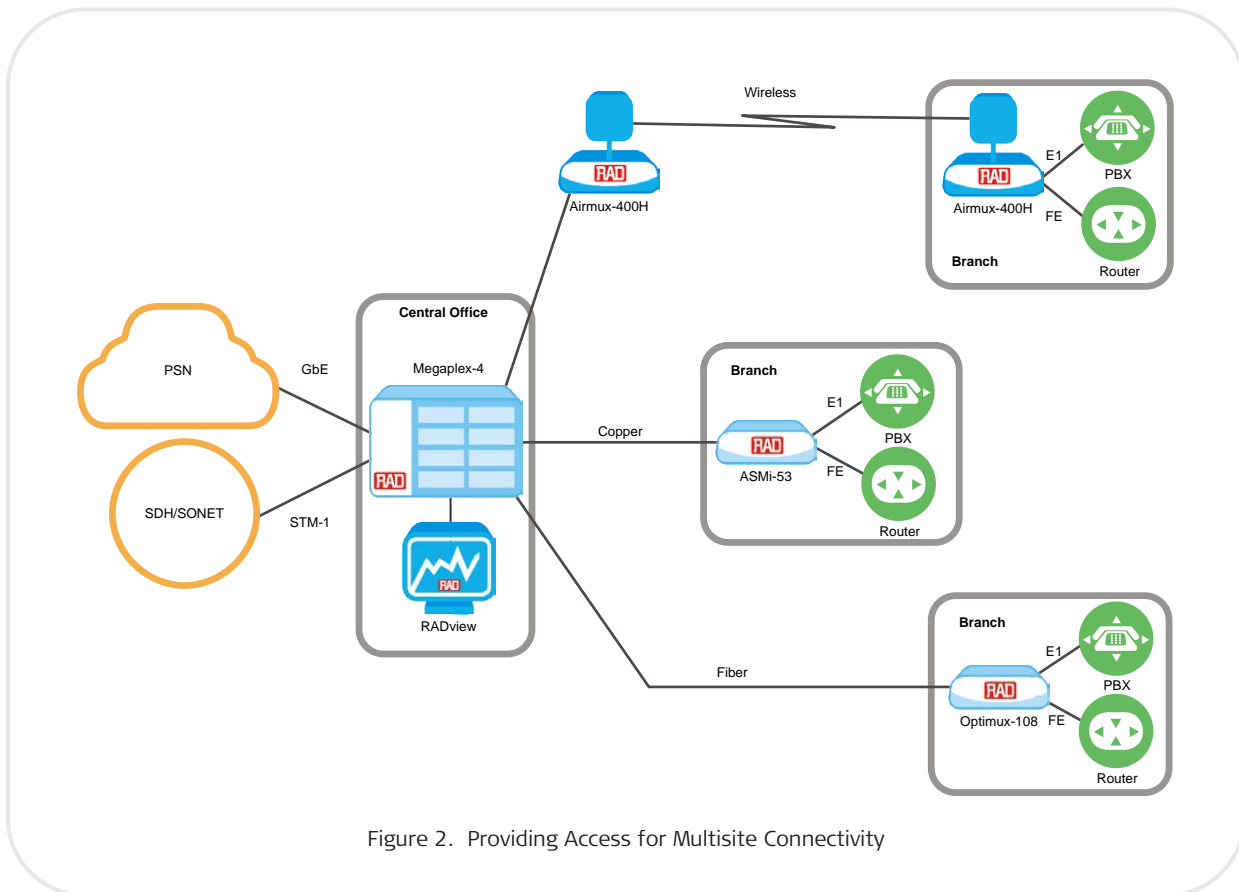 Wireless
RAD
Airmux-400H
RAD
Airmux-400H
E1
PBX
FE
Router
Branch
PSN
GbE
SDH/SONET
STM-1
Central Office
Megaplex-4
RAD
RAD
RADview
Copper
Branch
RAD
ASMi-53
E1
PBX
FE
Router
Fiber
Branch
RAD
Optimux-108
E1
PBX
FE
Router
Figure 2. Providing Access for Multisite Connectivity